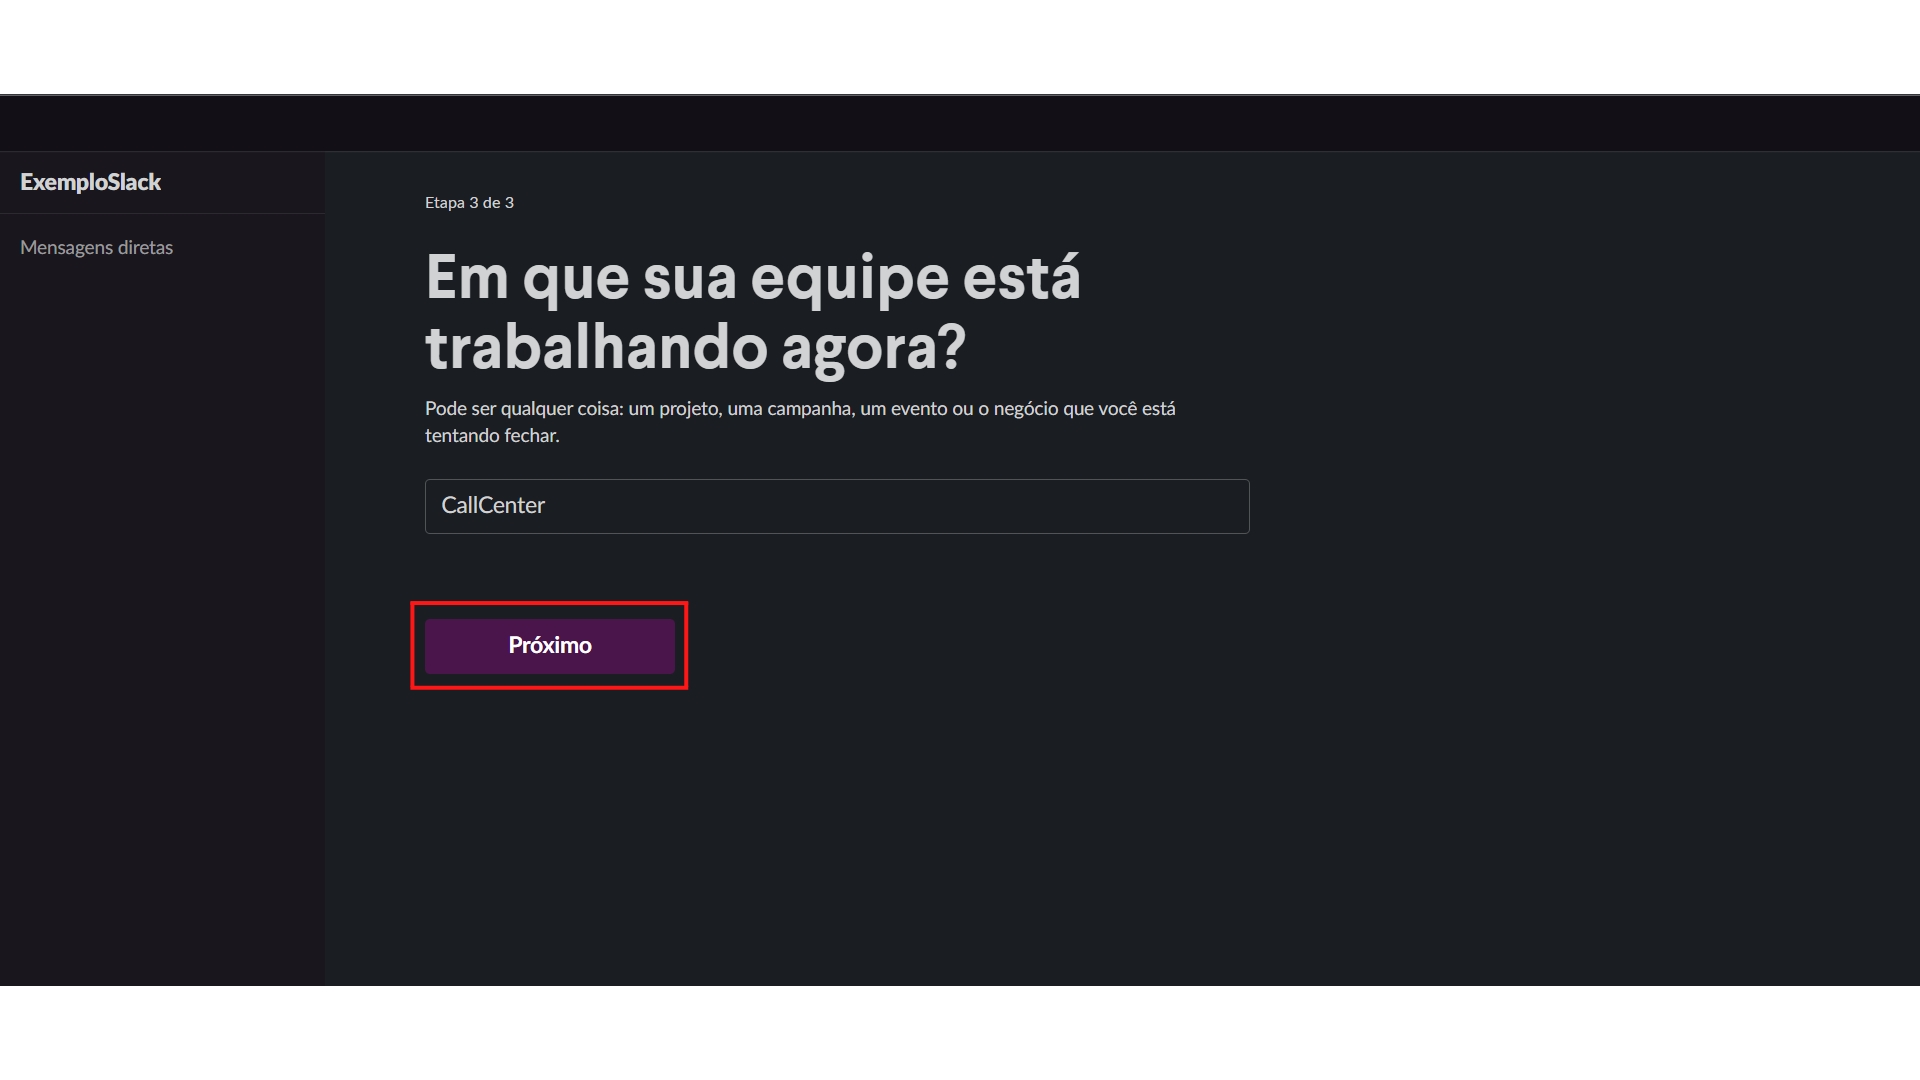 ExemploSlack
Mensagens diretas
Etapa 3 de 3
Em que sua equipe está
trabalhando agora?
Pode ser qualquer coisa: um projeto, uma campanha, um evento ou o negócio que você está
tentando fechar.
CallCenter
Próximo